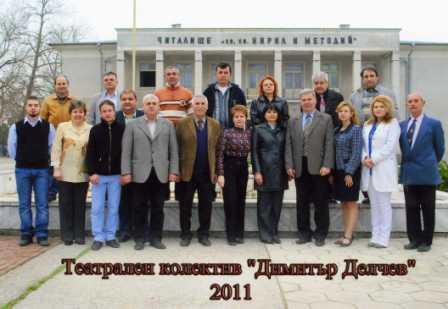 ЧИТАЛИЩЕ "СВ. СВ. КИРИЛ И МЕТОДИЙ"
Театрален колектив "Димитър Делчев"
2011